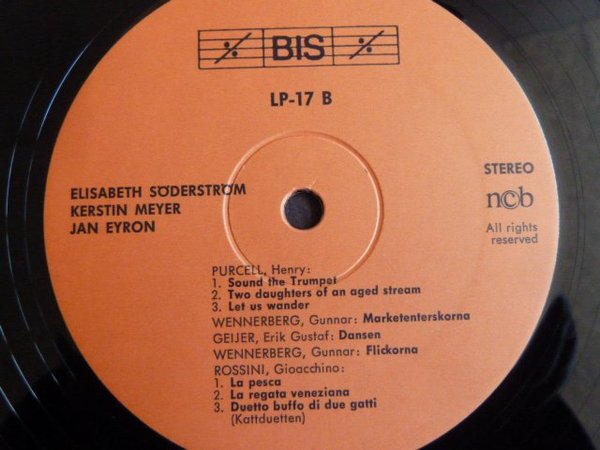 BIS
LP-17 B
ELISABETH SÖDERSTRÖM
KERSTIN MEYER
JAN EYRON
STEREO
ncb
All rights
reserved
PURCELL, Henry:
1. Sound the Trumpet
2. Two daughters of an aged stream
3. Let us wander
WENNERBERG, Gunnar: Marketenterskorna
GEIJER, Erik Gustaf: Dansen
WENNERBERG, Gunnar: Flickorna
ROSSINI, Gioacchino:
1. La pesca
2. La regata veneziana
3. Duetto buffo di due gatti
(Kattduetten)